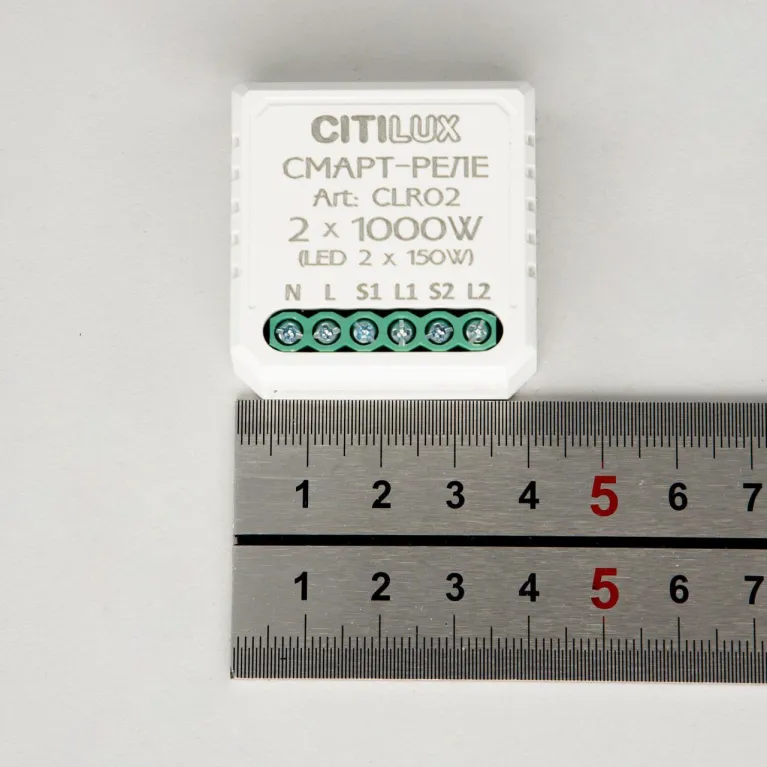 CITILUX
СМАРТ-РЕЛЕ
Art: CLR02
2 x 1000W
(LED 2 x 150W)
N L S1 L1 S2 L2
1 2 3 4 5 6 7
1 2 3 4 5 6 7